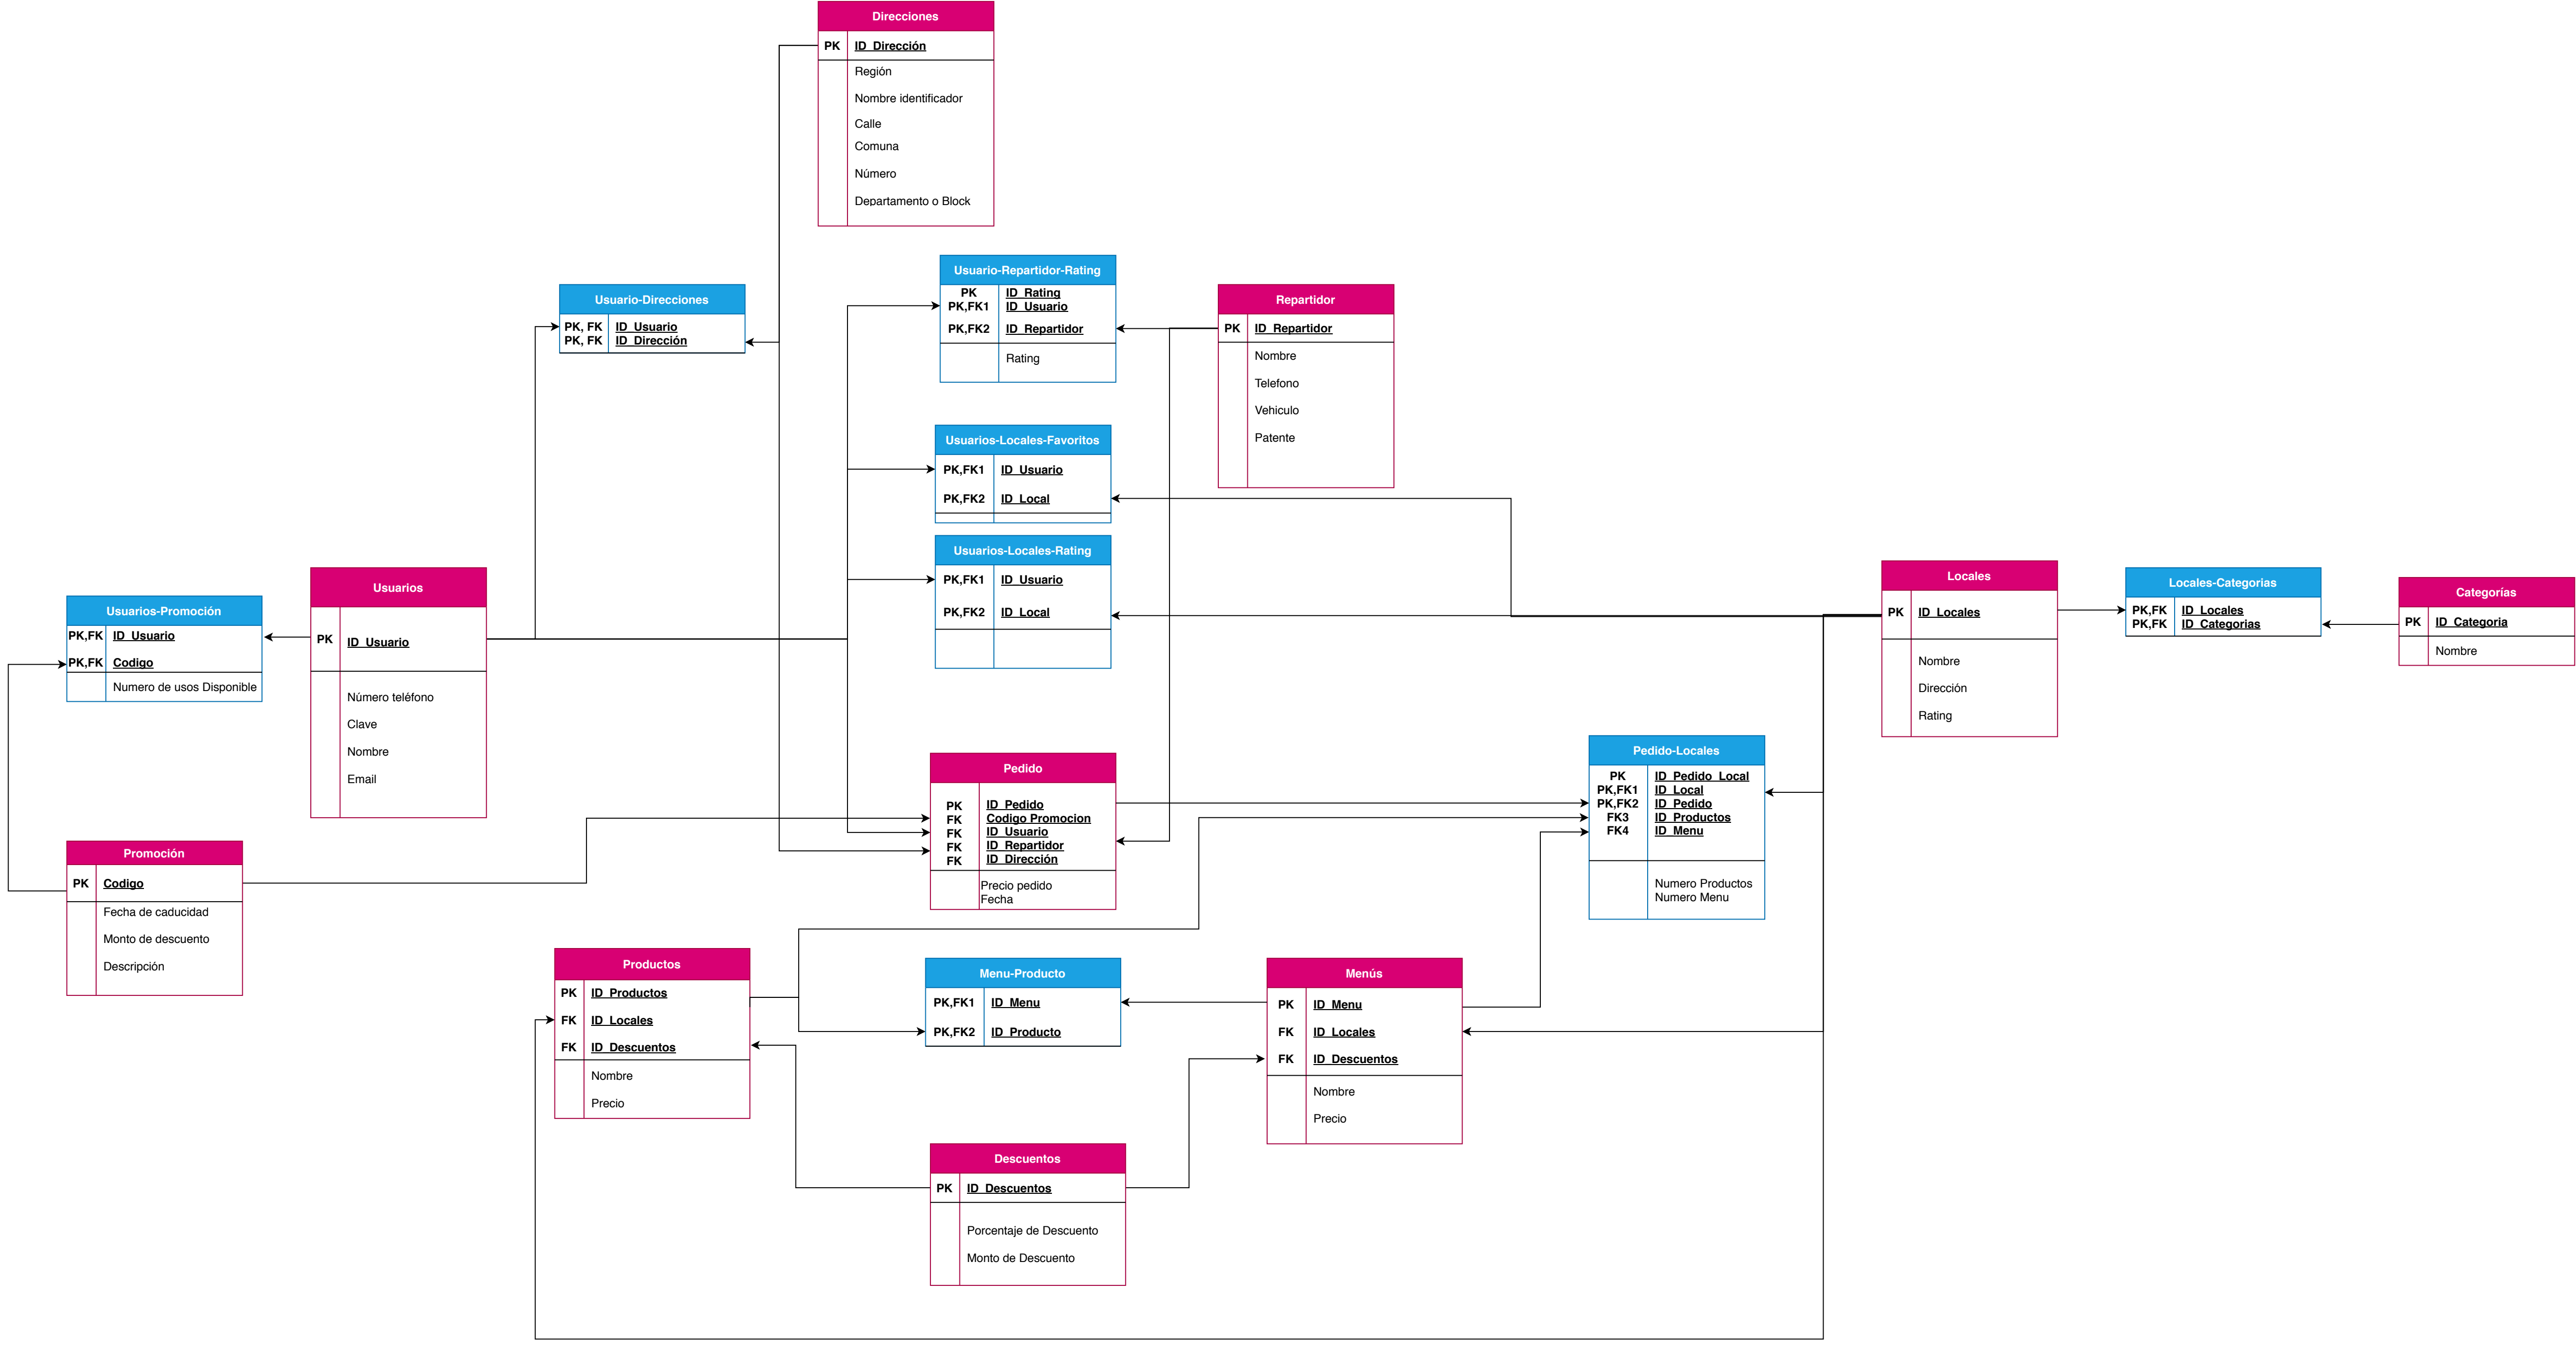 Direcciones
PK ID_Dirección
Región
Nombre identificador
Calle
Comuna
Número
Departamento o Block
Usuario-Direcciones
PK, FK ID_Usuario
PK, FK ID_Dirección
Usuario-Repartidor-Rating
PK ID_Rating
PK,FK1 ID_Usuario
PK,FK2 ID_Repartidor
Rating
Repartidor
PK ID_Repartidor
Nombre
Telefono
Vehiculo
Patente
Usuarios-Locales-Favoritos
PK,FK1 ID_Usuario
PK,FK2 ID_Local
Usuarios-Locales-Rating
PK,FK1 ID_Usuario
PK,FK2 ID_Local
Usuarios-Promoción
PK,FK ID_Usuario
PK,FK Codigo
Numero de usos Disponible
Usuarios
PK ID_Usuario
Número teléfono
Clave
Nombre
Email
Locales
PK ID_Locales
Nombre
Dirección
Rating
Locales-Categorias
PK,FK ID_Locales
PK,FK ID_Categorias
Categorías
PK ID_Categoria
Nombre
Pedido
PK ID_Pedido
FK Codigo Promocion
FK ID_Usuario
FK ID_Repartidor
FK ID_Dirección
Precio pedido
Fecha
Pedido-Locales
PK ID_Pedido_Local
PK,FK1 ID_Local
PK,FK2 ID_Pedido
FK3 ID_Productos
FK4 ID_Menu
Numero Productos
Numero Menu
Promoción
PK Codigo
Fecha de caducidad
Monto de descuento
Descripción
Productos
PK ID_Productos
FK ID_Locales
FK ID_Descuentos
Nombre
Precio
Menu-Producto
PK,FK1 ID_Menu
PK,FK2 ID_Producto
Menús
PK ID_Menu
FK ID_Locales
FK ID_Descuentos
Nombre
Precio
Descuentos
PK ID_Descuentos
Porcentaje de Descuento
Monto de Descuento